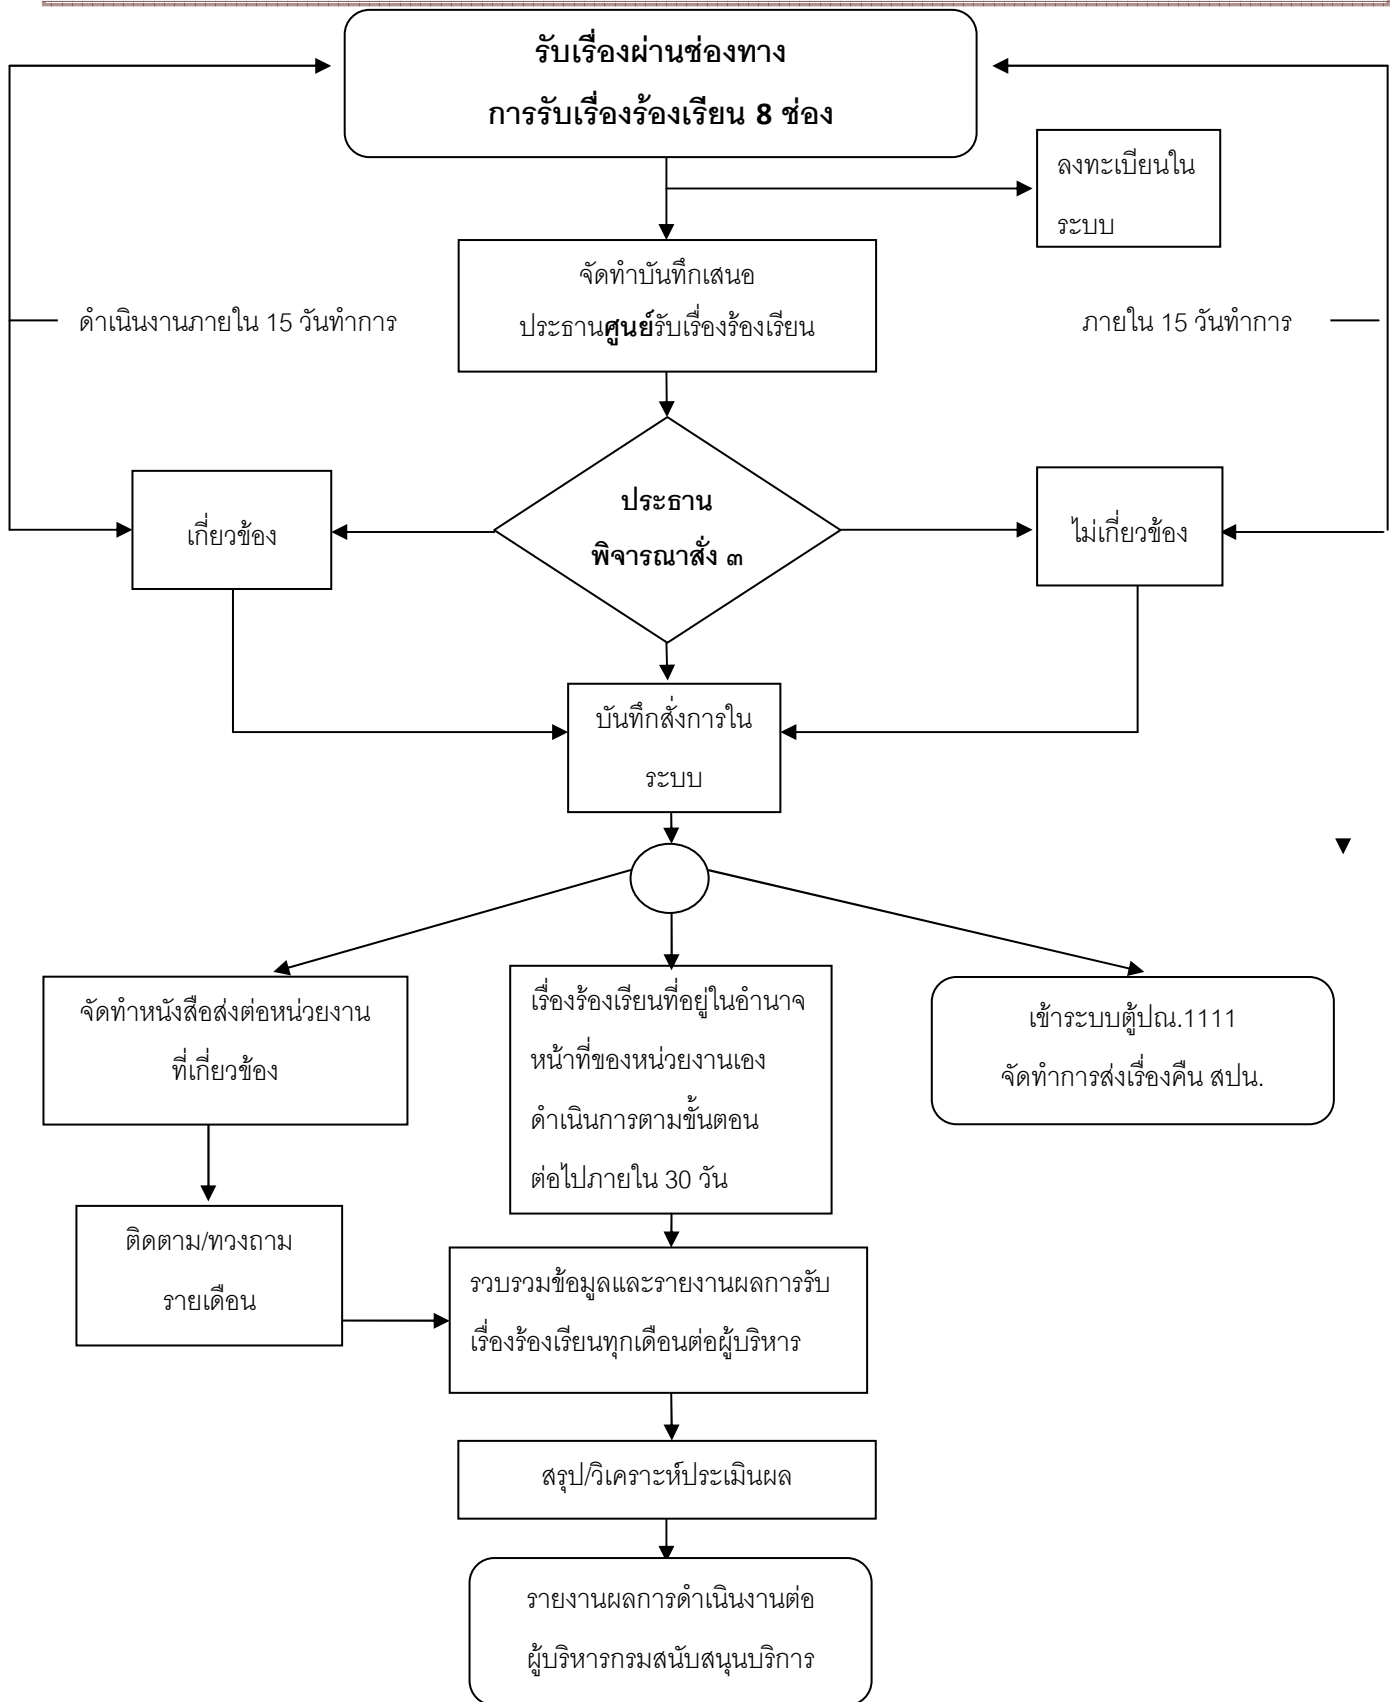 รับเรื่องผ่านช่องทาง
การรับเรื่องร้องเรียน 8 ช่อง
ลงทะเบียนใน
ระบบ
จัดทำบันทึกเสนอ
ประธานศูนย์รับเรื่องร้องเรียน
ดำเนินงานภายใน 15 วันทำการ
ภายใน 15 วันทำการ
ประธาน
พิจารณาสั่ง ๓
เกี่ยวข้อง
ไม่เกี่ยวข้อง
บันทึกสั่งการใน
ระบบ
จัดทำหนังสือส่งต่อหน่วยงาน
ที่เกี่ยวข้อง
เรื่องร้องเรียนที่อยู่ในอำนาจ
หน้าที่ของหน่วยงานเอง
ดำเนินการตามขั้นตอน
ต่อไปภายใน 30 วัน
เข้าระบบตู้ปณ.1111
จัดทำการส่งเรื่องคืน สปน.
ติดตาม/ทวงถาม
รายเดือน
รวบรวมข้อมูลและรายงานผลการรับ
เรื่องร้องเรียนทุกเดือนต่อผู้บริหาร
สรุป/วิเคราะห์ประเมินผล
รายงานผลการดำเนินงานต่อ
ผู้บริหารกรมสนับสนุนบริการ